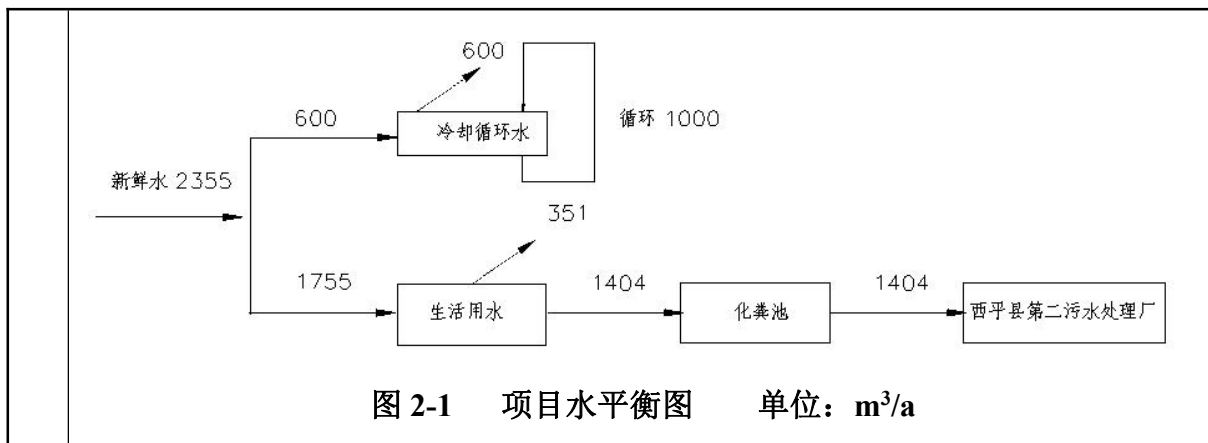 600
600
冷却循环水
循环 1000
新鲜水 2355
351
1755
生活用水
1404
化粪池
1404
西平县第二污水处理厂
图 2-1 项目水平衡图 单位：m³/a